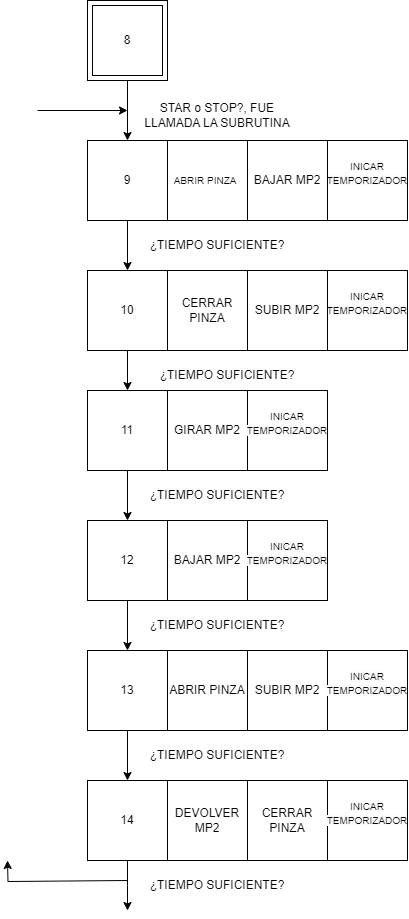 8
STAR o STOP?, FUE
LLAMADA LA SUBRUTINA
9
ABRIR PINZA
BAJAR MP2
INICAR
TEMPORIZADOR
¿TIEMPO SUFICIENTE?
10
CERRAR
PINZA
SUBIR MP2
INICAR
TEMPORIZADOR
¿TIEMPO SUFICIENTE?
11
GIRAR MP2
INICAR
TEMPORIZADOR
¿TIEMPO SUFICIENTE?
12
BAJAR MP2
INICAR
TEMPORIZADOR
¿TIEMPO SUFICIENTE?
13
ABRIR PINZA
SUBIR MP2
INICAR
TEMPORIZADOR
¿TIEMPO SUFICIENTE?
14
DEVOLVER
MP2
CERRAR
PINZA
INICAR
TEMPORIZADOR
¿TIEMPO SUFICIENTE?